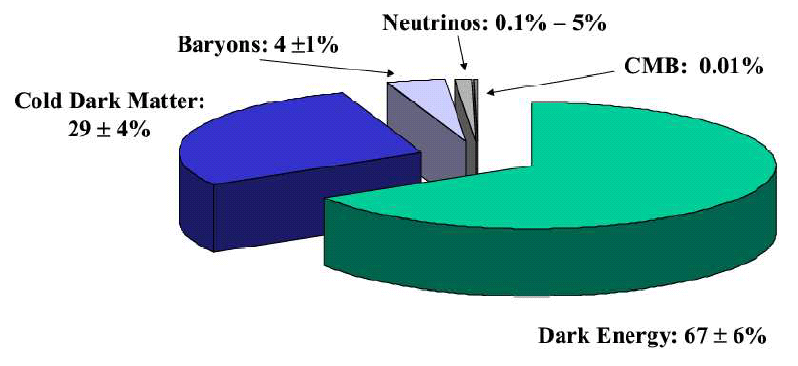 Neutrinos: 0.1% – 5%
Baryons: 4 ±1%
CMB: 0.01%
Cold Dark Matter:
29 ± 4%
Dark Energy: 67 ± 6%